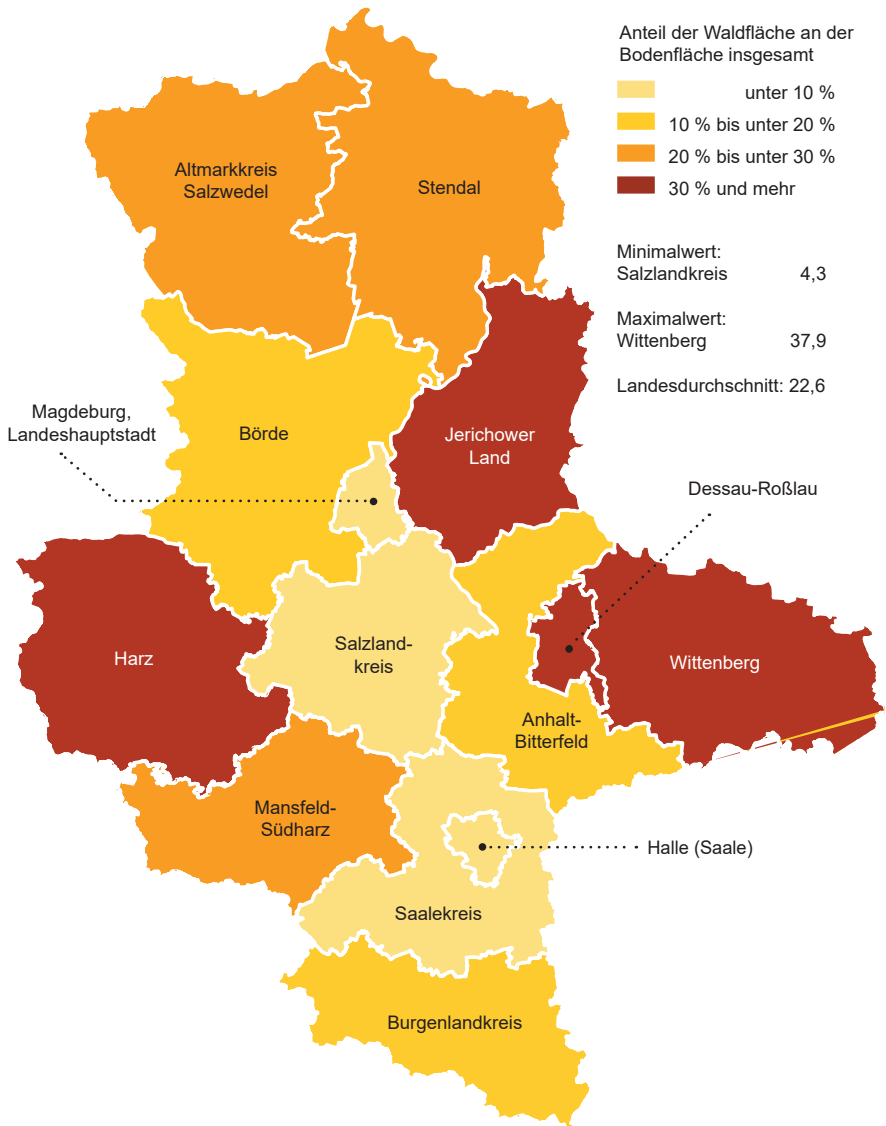 Anteil der Waldfläche an der
Bodenfläche insgesamt
unter 10 %
10 % bis unter 20 %
20 % bis unter 30 %
30 % und mehr
Minimalwert:
Salzlandkreis 4,3
Maximalwert:
Wittenberg 37,9
Landesdurchschnitt: 22,6
Altmarkkreis
Salzwedel
Stendal
Magdeburg,
Landeshauptstadt
Börde
Jerichower
Land
Dessau-Roßlau
Harz
Salzland-
kreis
Wittenberg
Anhalt-
Bitterfeld
Mansfeld-
Südharz
Halle (Saale)
Saalekreis
Burgenlandkreis